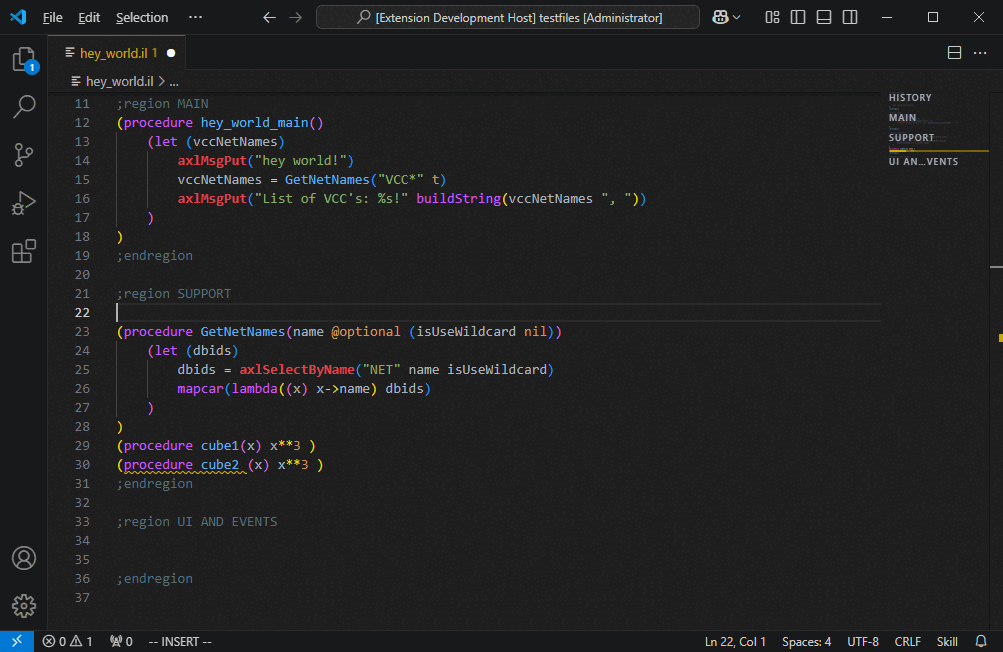 File Edit Selection ··· [Extension Development Host] testfiles [Administrator]
1
hey_world.il 1
hey_world.il > ...
11 ;region MAIN
12 (procedure hey_world_main()
13 (let (vccNetNames)
14 axlMsgPut("hey world!")
15 vccNetNames = GetNetNames("VCC*" t)
16 axlMsgPut("List of VCC's: %s!" buildString(vccNetNames ", "))
17 )
18 )
19 ;endregion
20
21 ;region SUPPORT
22
23 (procedure GetNetNames(name @optional (isUseWildcard nil))
24 (let (dbids)
25 dbids = axlSelectByName("NET" name isUseWildcard)
26 mapcar(lambda((x) x->name) dbids)
27 )
28 )
29 (procedure cube1(x) x**3 )
30 (procedure cube2 (x) x**3 )
31 ;endregion
32
33 ;region UI AND EVENTS
34
35
36 ;endregion
37
HISTORY
MAIN
SUPPORT
UI AN...VENTS
0 1 0 -- INSERT -- Ln 22, Col 1 Spaces: 4 UTF-8 CRLF Skill